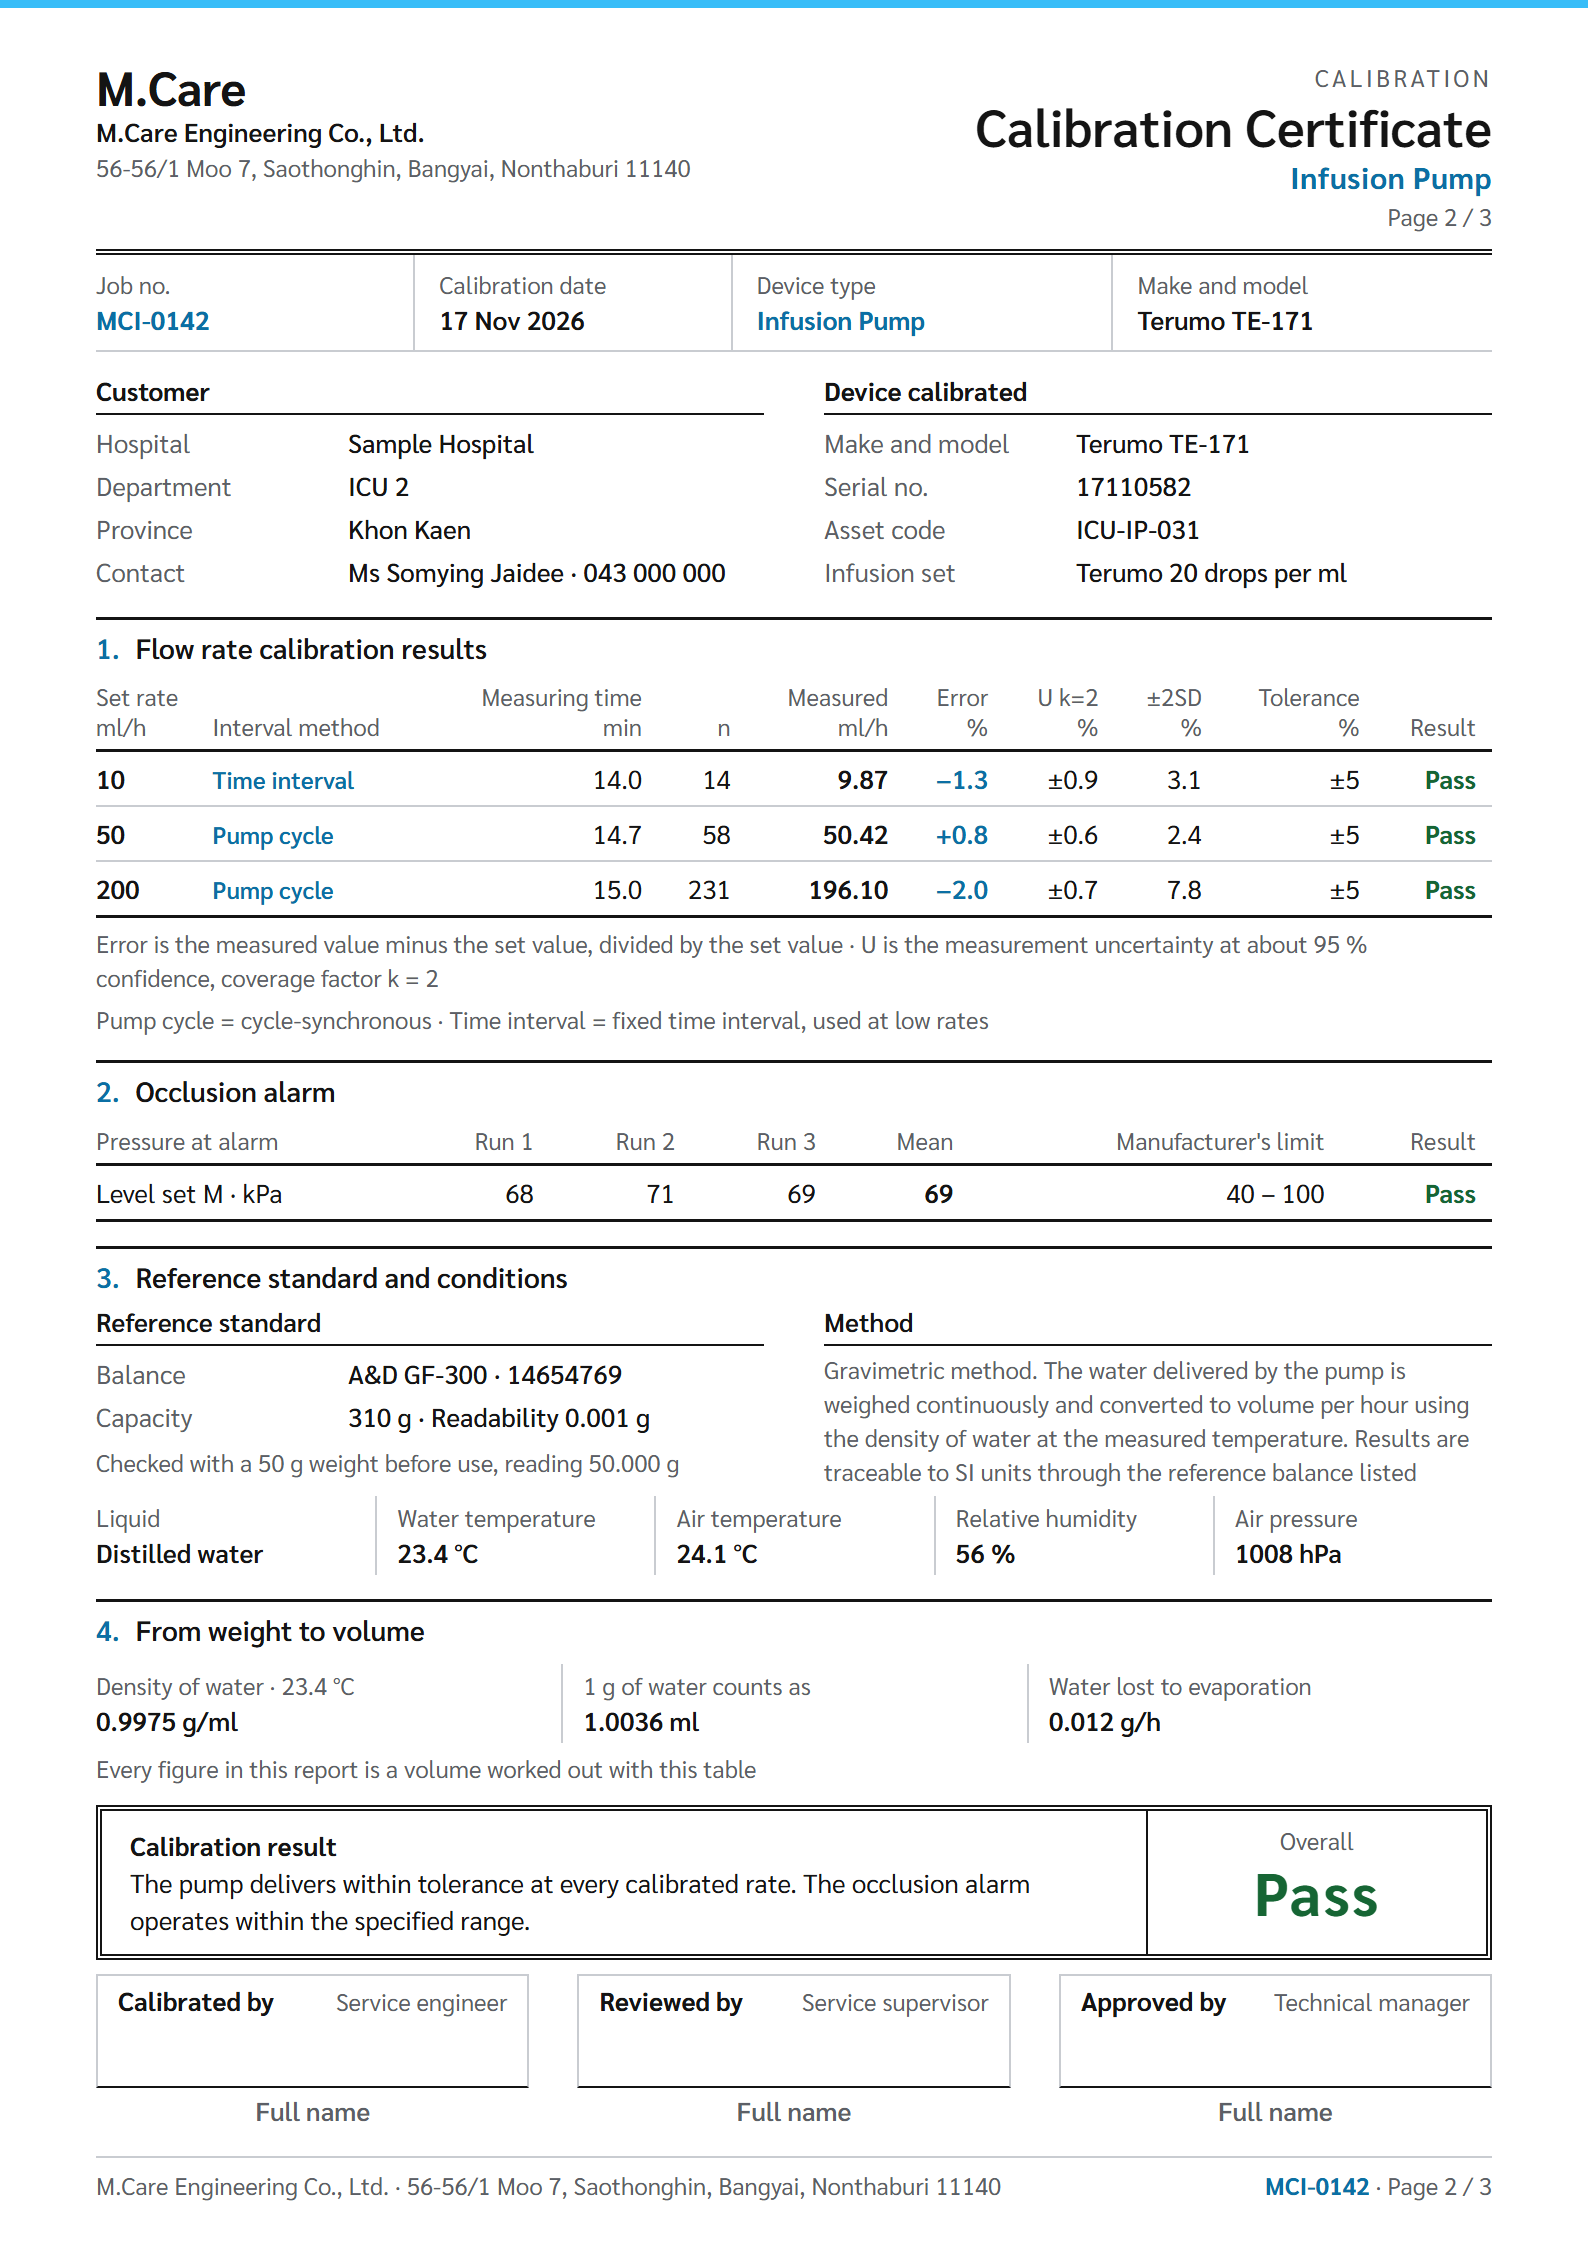 M.Care
M.Care Engineering Co., Ltd.
56-56/1 Moo 7, Saothonghin, Bangyai, Nonthaburi 11140
CALIBRATION
Calibration Certificate
Infusion Pump
Page 2 / 3
Job no. Calibration date Device type Make and model
MCI-0142 17 Nov 2026 Infusion Pump Terumo TE-171
Customer
Hospital Sample Hospital
Department ICU 2
Province Khon Kaen
Contact Ms Somying Jaidee · 043 000 000
Device calibrated
Make and model Terumo TE-171
Serial no. 17110582
Asset code ICU-IP-031
Infusion set Terumo 20 drops per ml
1. Flow rate calibration results
Set rate Measuring time Measured Error U k=2 ±2SD Tolerance
ml/h Interval method min n ml/h % % % % Result
10 Time interval 14.0 14 9.87 −1.3 ±0.9 3.1 ±5 Pass
50 Pump cycle 14.7 58 50.42 +0.8 ±0.6 2.4 ±5 Pass
200 Pump cycle 15.0 231 196.10 −2.0 ±0.7 7.8 ±5 Pass
Error is the measured value minus the set value, divided by the set value · U is the measurement uncertainty at about 95 %
confidence, coverage factor k = 2
Pump cycle = cycle-synchronous · Time interval = fixed time interval, used at low rates
2. Occlusion alarm
Pressure at alarm Run 1 Run 2 Run 3 Mean Manufacturer's limit Result
Level set M · kPa 68 71 69 69 40 – 100 Pass
3. Reference standard and conditions
Reference standard
Balance A&D GF-300 · 14654769
Capacity 310 g · Readability 0.001 g
Checked with a 50 g weight before use, reading 50.000 g
Method
Gravimetric method. The water delivered by the pump is
weighed continuously and converted to volume per hour using
the density of water at the measured temperature. Results are
traceable to SI units through the reference balance listed
Liquid Water temperature Air temperature Relative humidity Air pressure
Distilled water 23.4 °C 24.1 °C 56 % 1008 hPa
4. From weight to volume
Density of water · 23.4 °C 1 g of water counts as Water lost to evaporation
0.9975 g/ml 1.0036 ml 0.012 g/h
Every figure in this report is a volume worked out with this table
Calibration result
The pump delivers within tolerance at every calibrated rate. The occlusion alarm
operates within the specified range.
Overall
Pass
Calibrated by Service engineer
Reviewed by Service supervisor
Approved by Technical manager
Full name Full name Full name
M.Care Engineering Co., Ltd. · 56-56/1 Moo 7, Saothonghin, Bangyai, Nonthaburi 11140
MCI-0142 · Page 2 / 3